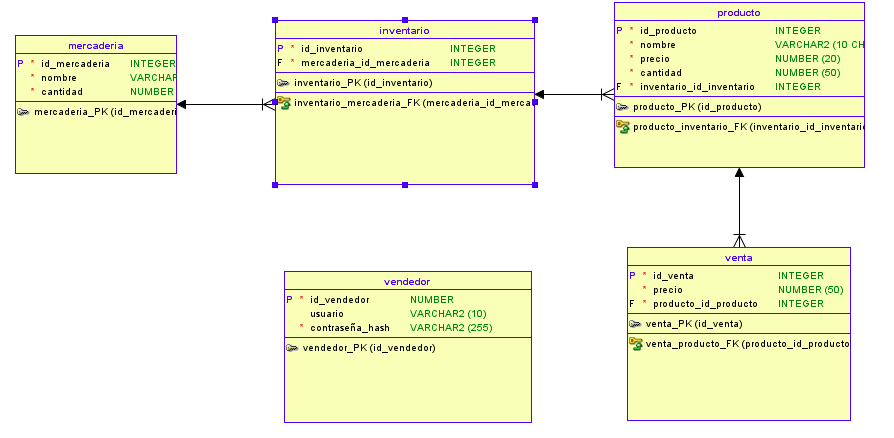 mercaderia
P * id_mercaderia INTEGER
* nombre VARCHAR
* cantidad NUMBER
mercaderia_PK (id_mercaderi
inventario
P * id_inventario INTEGER
F * mercaderia_id_mercaderia INTEGER
inventario_PK (id_inventario)
inventario_mercaderia_FK (mercaderia_id_merca
producto
P * id_producto INTEGER
* nombre VARCHAR2 (10 CH
* precio NUMBER (20)
* cantidad NUMBER (50)
F * inventario_id_inventario INTEGER
producto_PK (id_producto)
producto_inventario_FK (inventario_id_inventario
vendedor
P * id_vendedor NUMBER
usuario VARCHAR2 (10)
* contraseña_hash VARCHAR2 (255)
vendedor_PK (id_vendedor)
venta
P * id_venta INTEGER
* precio NUMBER (50)
F * producto_id_producto INTEGER
venta_PK (id_venta)
venta_producto_FK (producto_id_producto